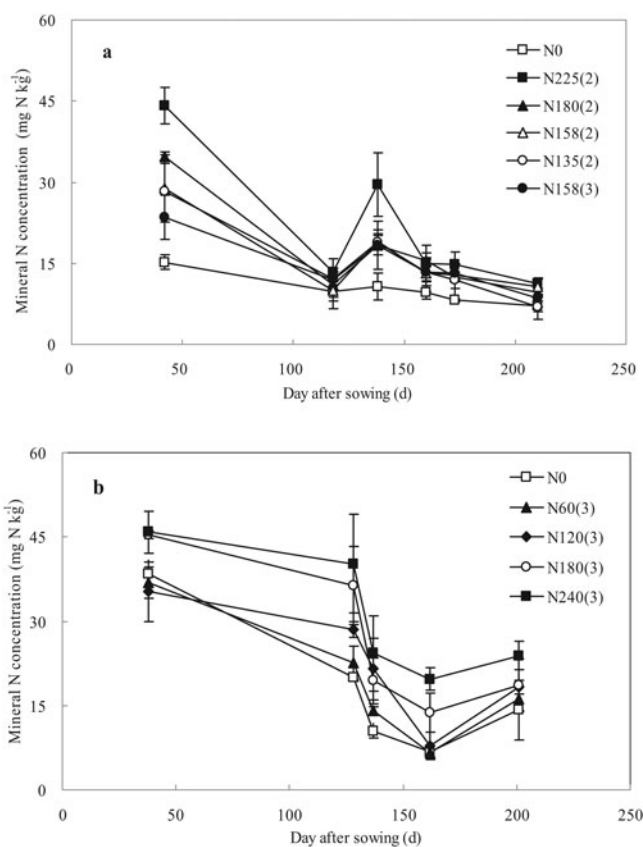 a
60
45
30
15
0
Mineral N concentration (mg N kg-1)
N0
N225(2)
N180(2)
N158(2)
N135(2)
N158(3)
0 50 100 150 200 250
Day after sowing (d)
b
60
45
30
15
0
Mineral N concentration (mg N kg-1)
N0
N60(3)
N120(3)
N180(3)
N240(3)
0 50 100 150 200 250
Day after sowing (d)